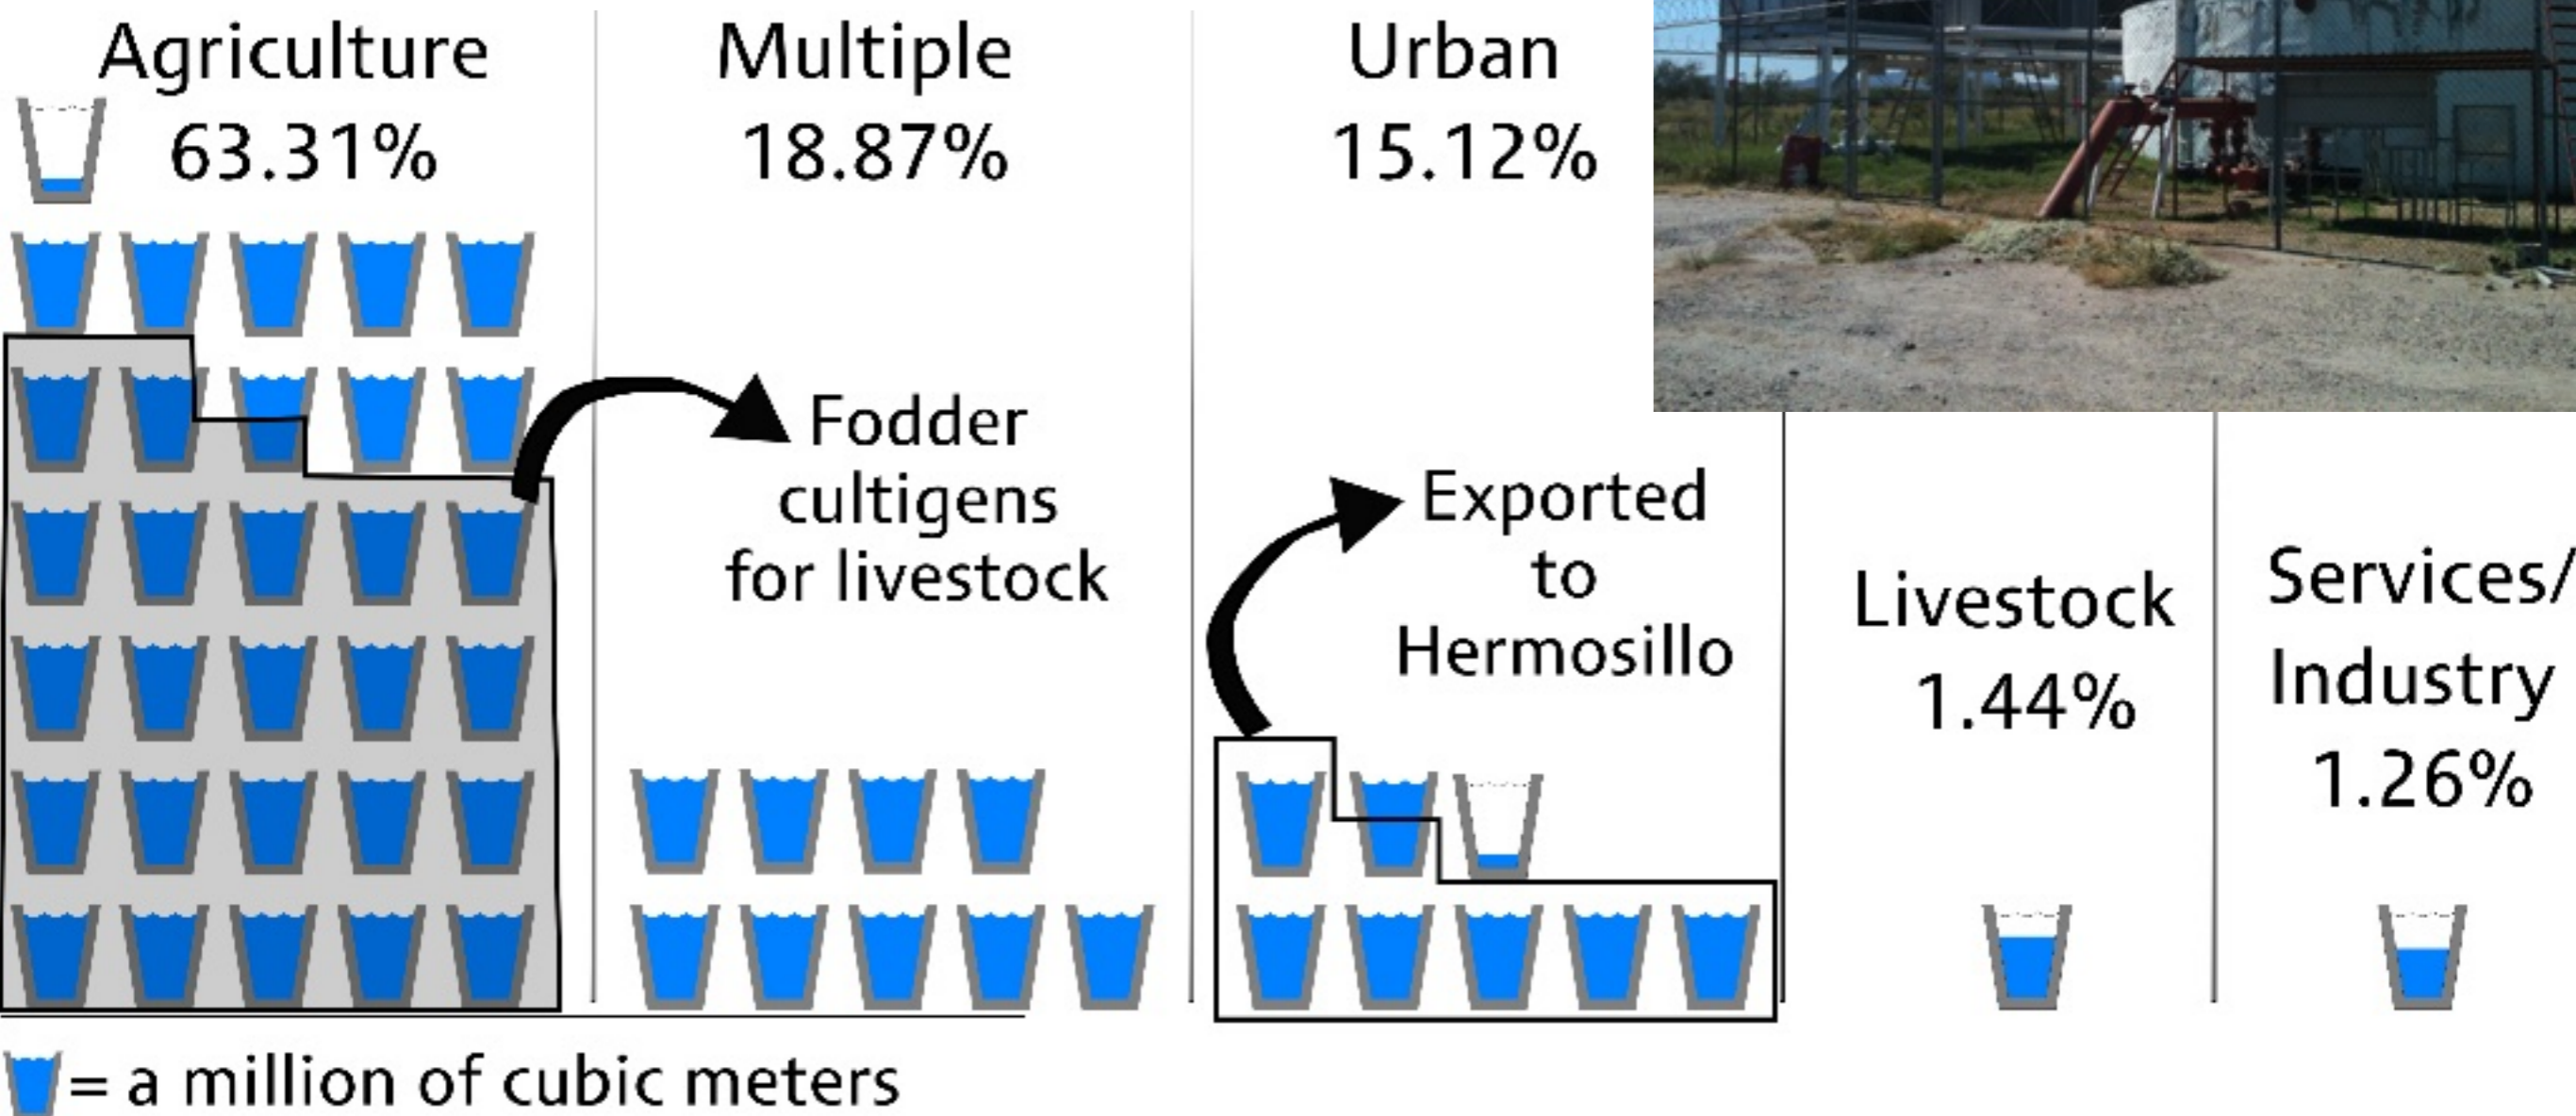 Agriculture
63.31%
Multiple
18.87%
Urban
15.12%
Fodder
cultigens
for livestock
Exported
to
Hermosillo
Livestock
1.44%
Services/
Industry
1.26%
= a million of cubic meters